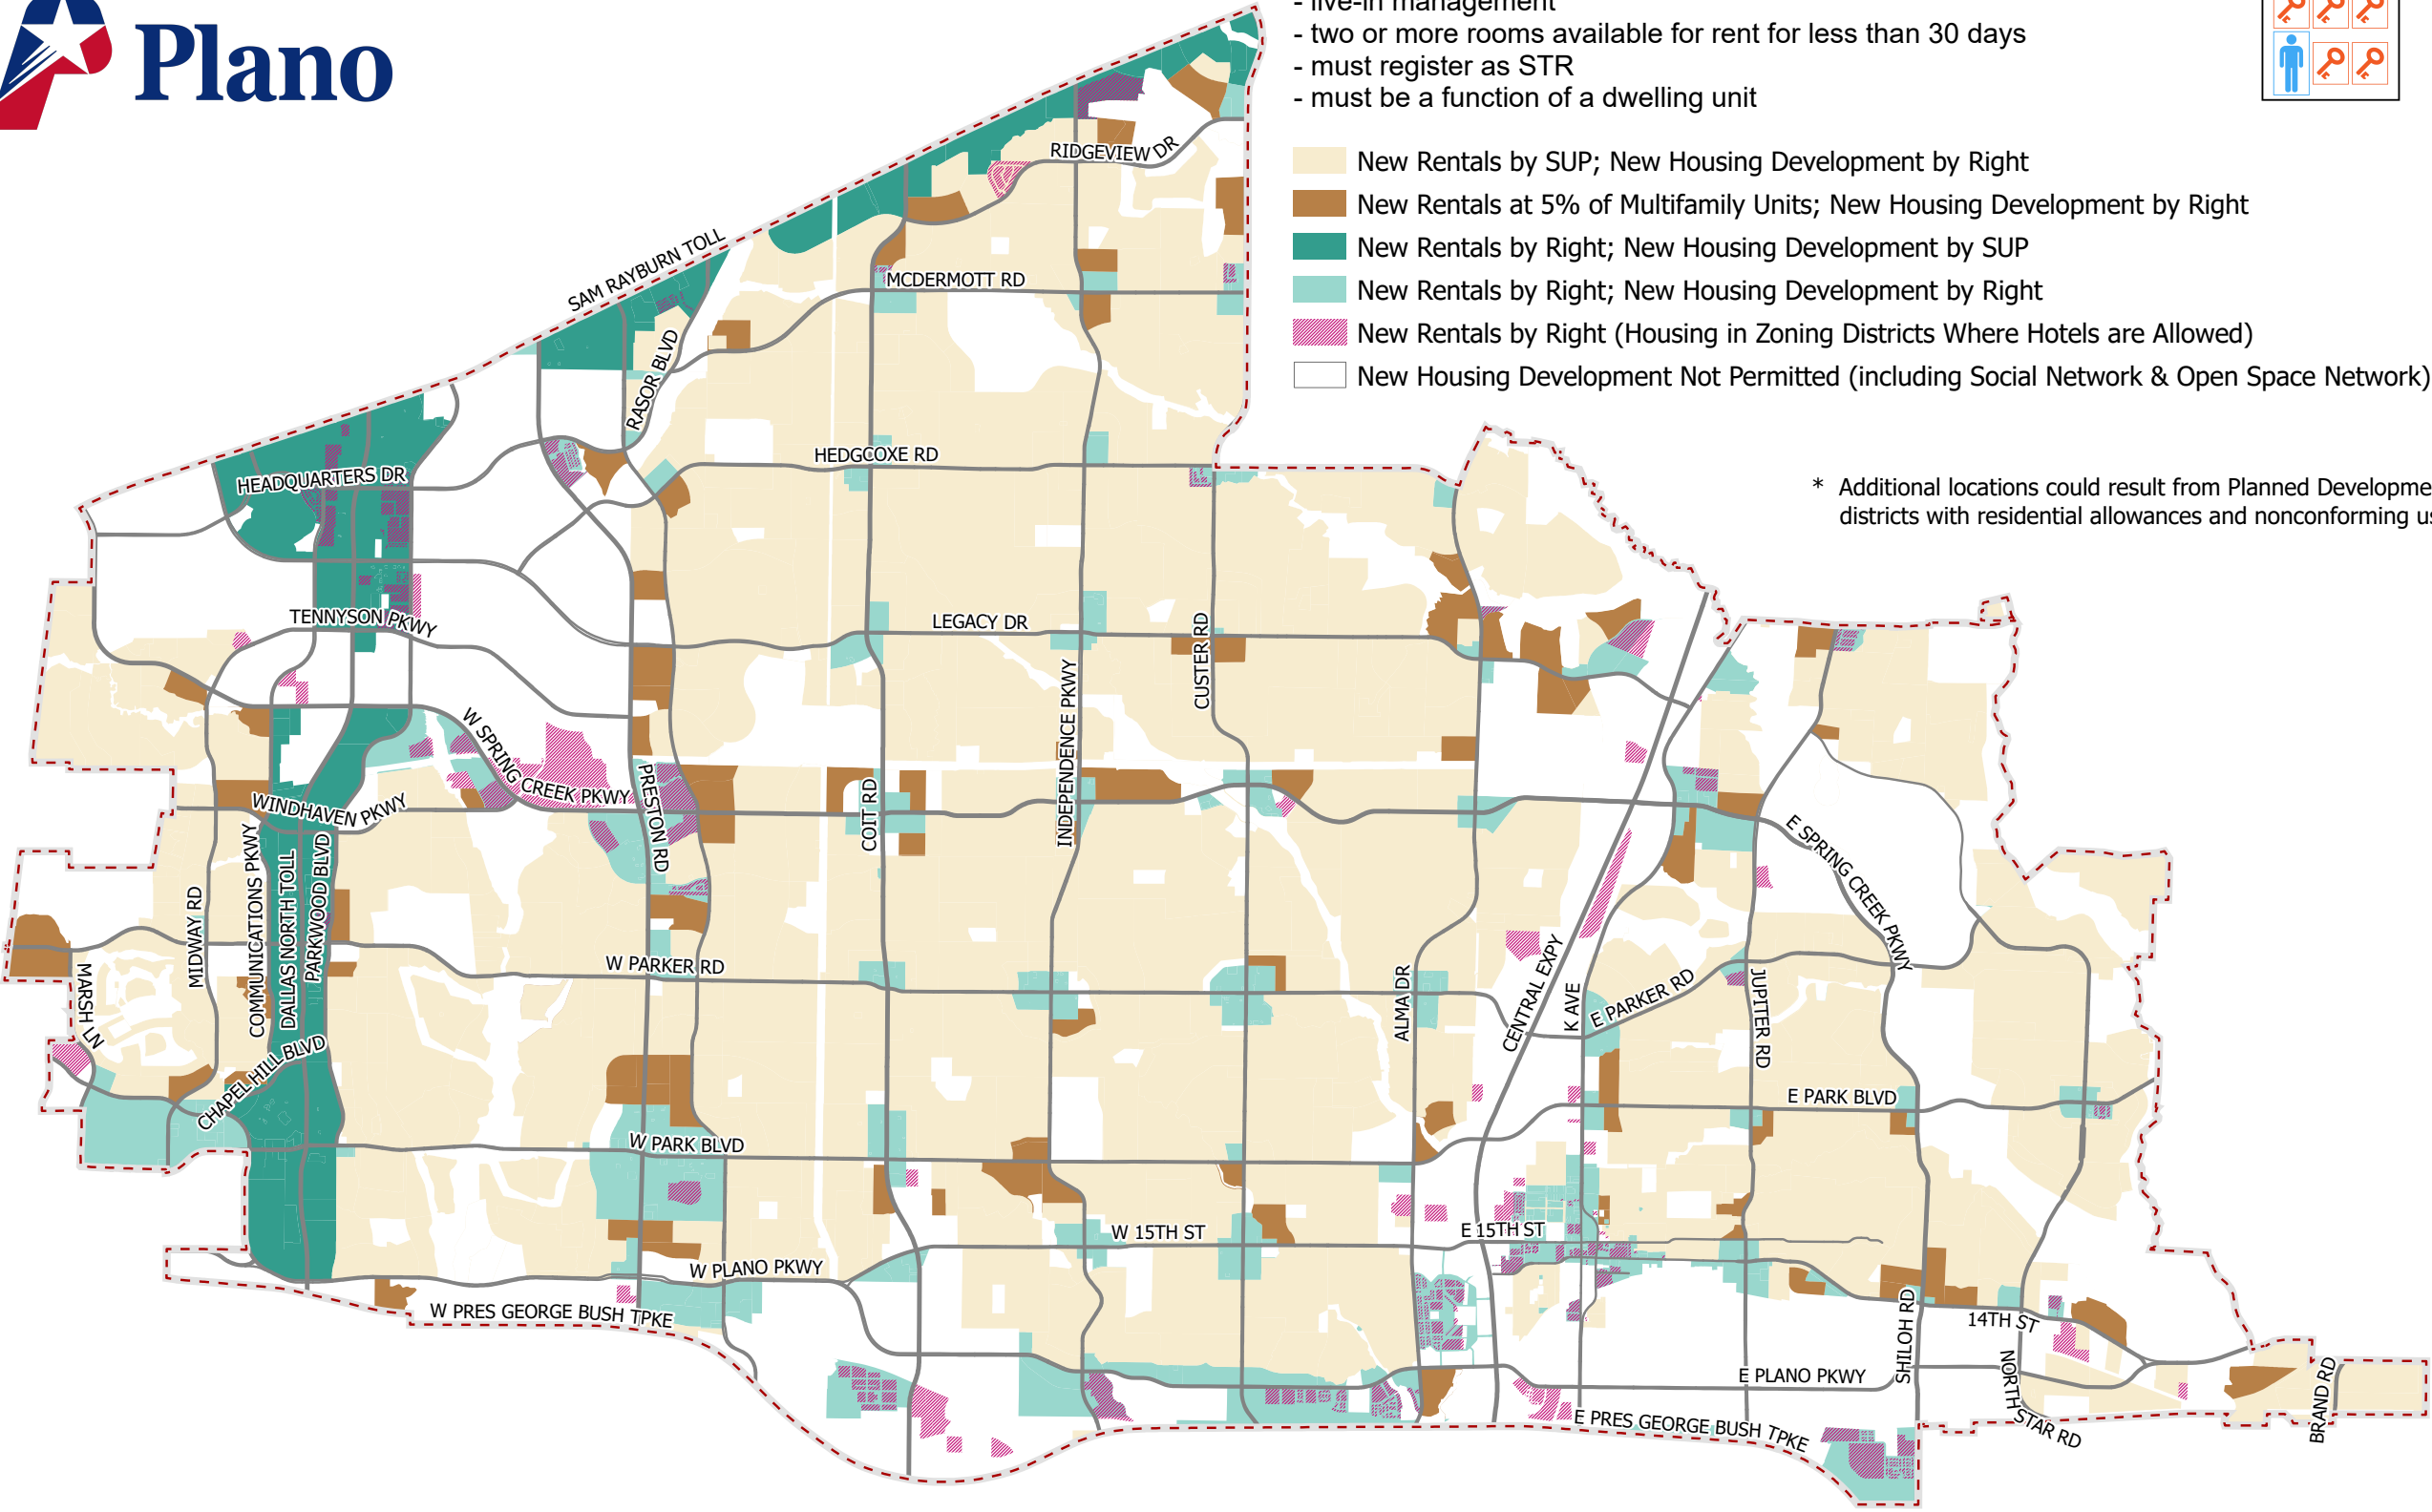 Plano
- live-in management
- two or more rooms available for rent for less than 30 days
- must register as STR
- must be a function of a dwelling unit
New Rentals by SUP; New Housing Development by Right
New Rentals at 5% of Multifamily Units; New Housing Development by Right
New Rentals by Right; New Housing Development by SUP
New Rentals by Right; New Housing Development by Right
New Rentals by Right (Housing in Zoning Districts Where Hotels are Allowed)
New Housing Development Not Permitted (including Social Network & Open Space Network)
* Additional locations could result from Planned Developme
districts with residential allowances and nonconforming us
RIDGEVIEW DR
SAM RAYBURN TOLL
MCDERMOTT RD
RASOR BLVD
HEDGCOXE RD
HEADQUARTERS DR
TENNYSON PKWY
LEGACY DR
CUSTER RD
INDEPENDENCE PKWY
W SPRING CREEK PKWY
PRESTON RD
COIT RD
WINDHAVEN PKWY
COMMUNICATIONS PKWY
DALLAS NORTH TOLL
PARKWOOD BLVD
MIDWAY RD
E SPRING CREEK PKWY
MARSH LN
W PARKER RD
ALMA DR
CENTRAL EXPY
K AVE
E PARKER RD
JUPITER RD
CHAPEL HILL BLVD
E PARK BLVD
W PARK BLVD
W 15TH ST
E 15TH ST
W PLANO PKWY
W PRES GEORGE BUSH TPKE
SHILOH RD
14TH ST
E PLANO PKWY
NORTH STAR RD
BRAND RD
E PRES GEORGE BUSH TPKE